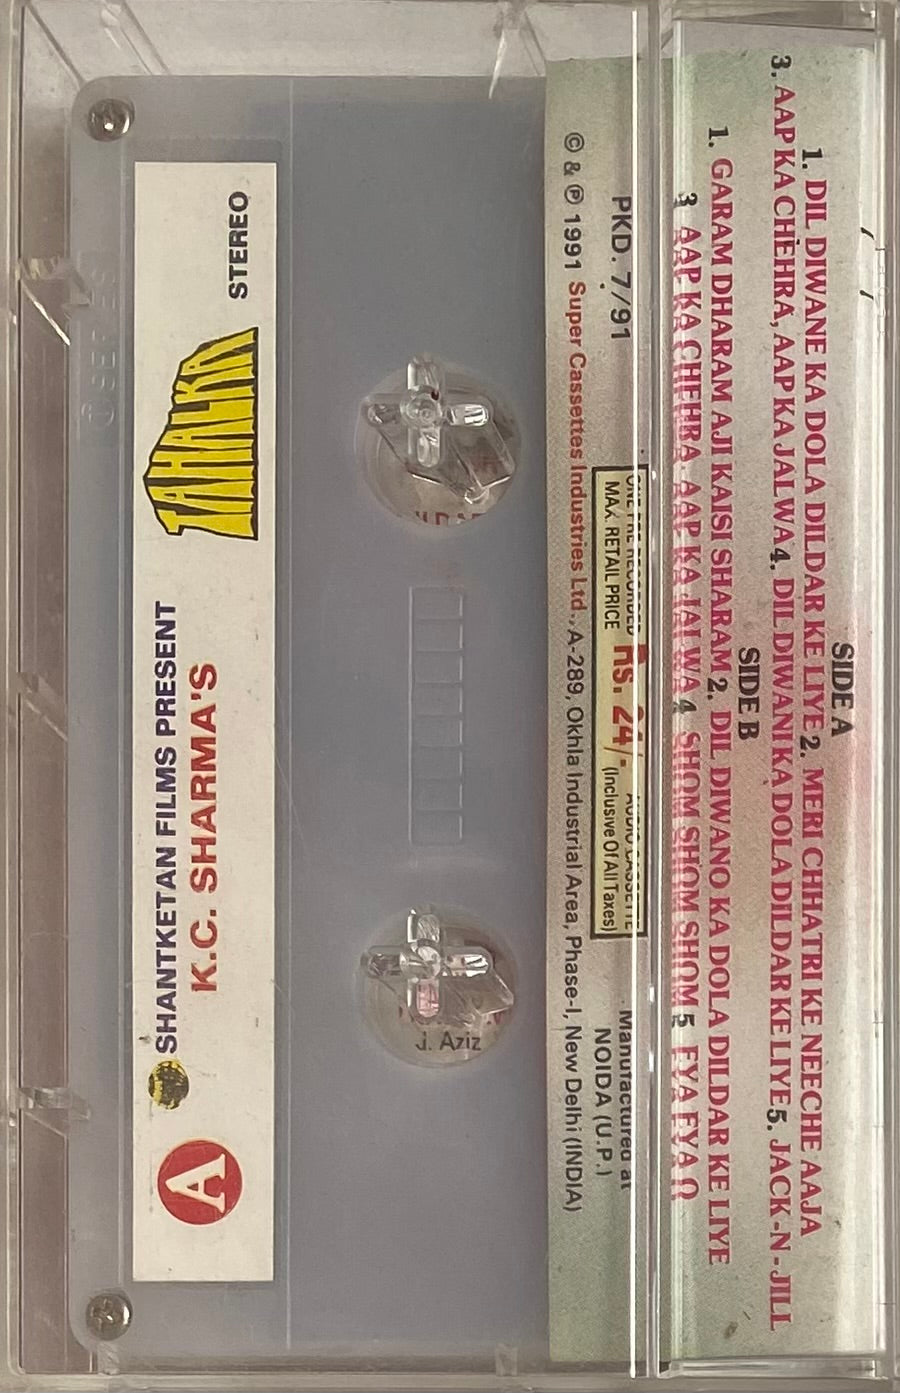 SIDE A
1. DIL DIWANE KA DOLA DILDAR KE LIYE 2. MERI CHHATRI KE NEECHE AAJA
3. AAP KA CHEHRA, AAP KA JALWA 4. DIL DIWANI KA DOLA DILDAR KE LIYE 5. JACK-N-JILL
SIDE B
1. GARAM DHARAM AJI KAISI SHARAM 2. DIL DIWANO KA DOLA DILDAR KE LIYE
3 AAP KA CHEHRA AAP KA JALWA 4 SHOM SHOM SHOM 5 EYA EYA O
PKD. 7/91
ONE PRE RECORDED AUDIO CASSETTE
MAX. RETAIL PRICE Rs. 24/- (Inclusive Of All Taxes)
Manufactured at
NOIDA (U.P.)
© & ℗ 1991 Super Cassettes Industries Ltd., A-289, Okhla Industrial Area, Phase-I, New Delhi (INDIA)
J. Aziz
A
SHANTKETAN FILMS PRESENT
K.C. SHARMA'S
TAHALKA
STEREO